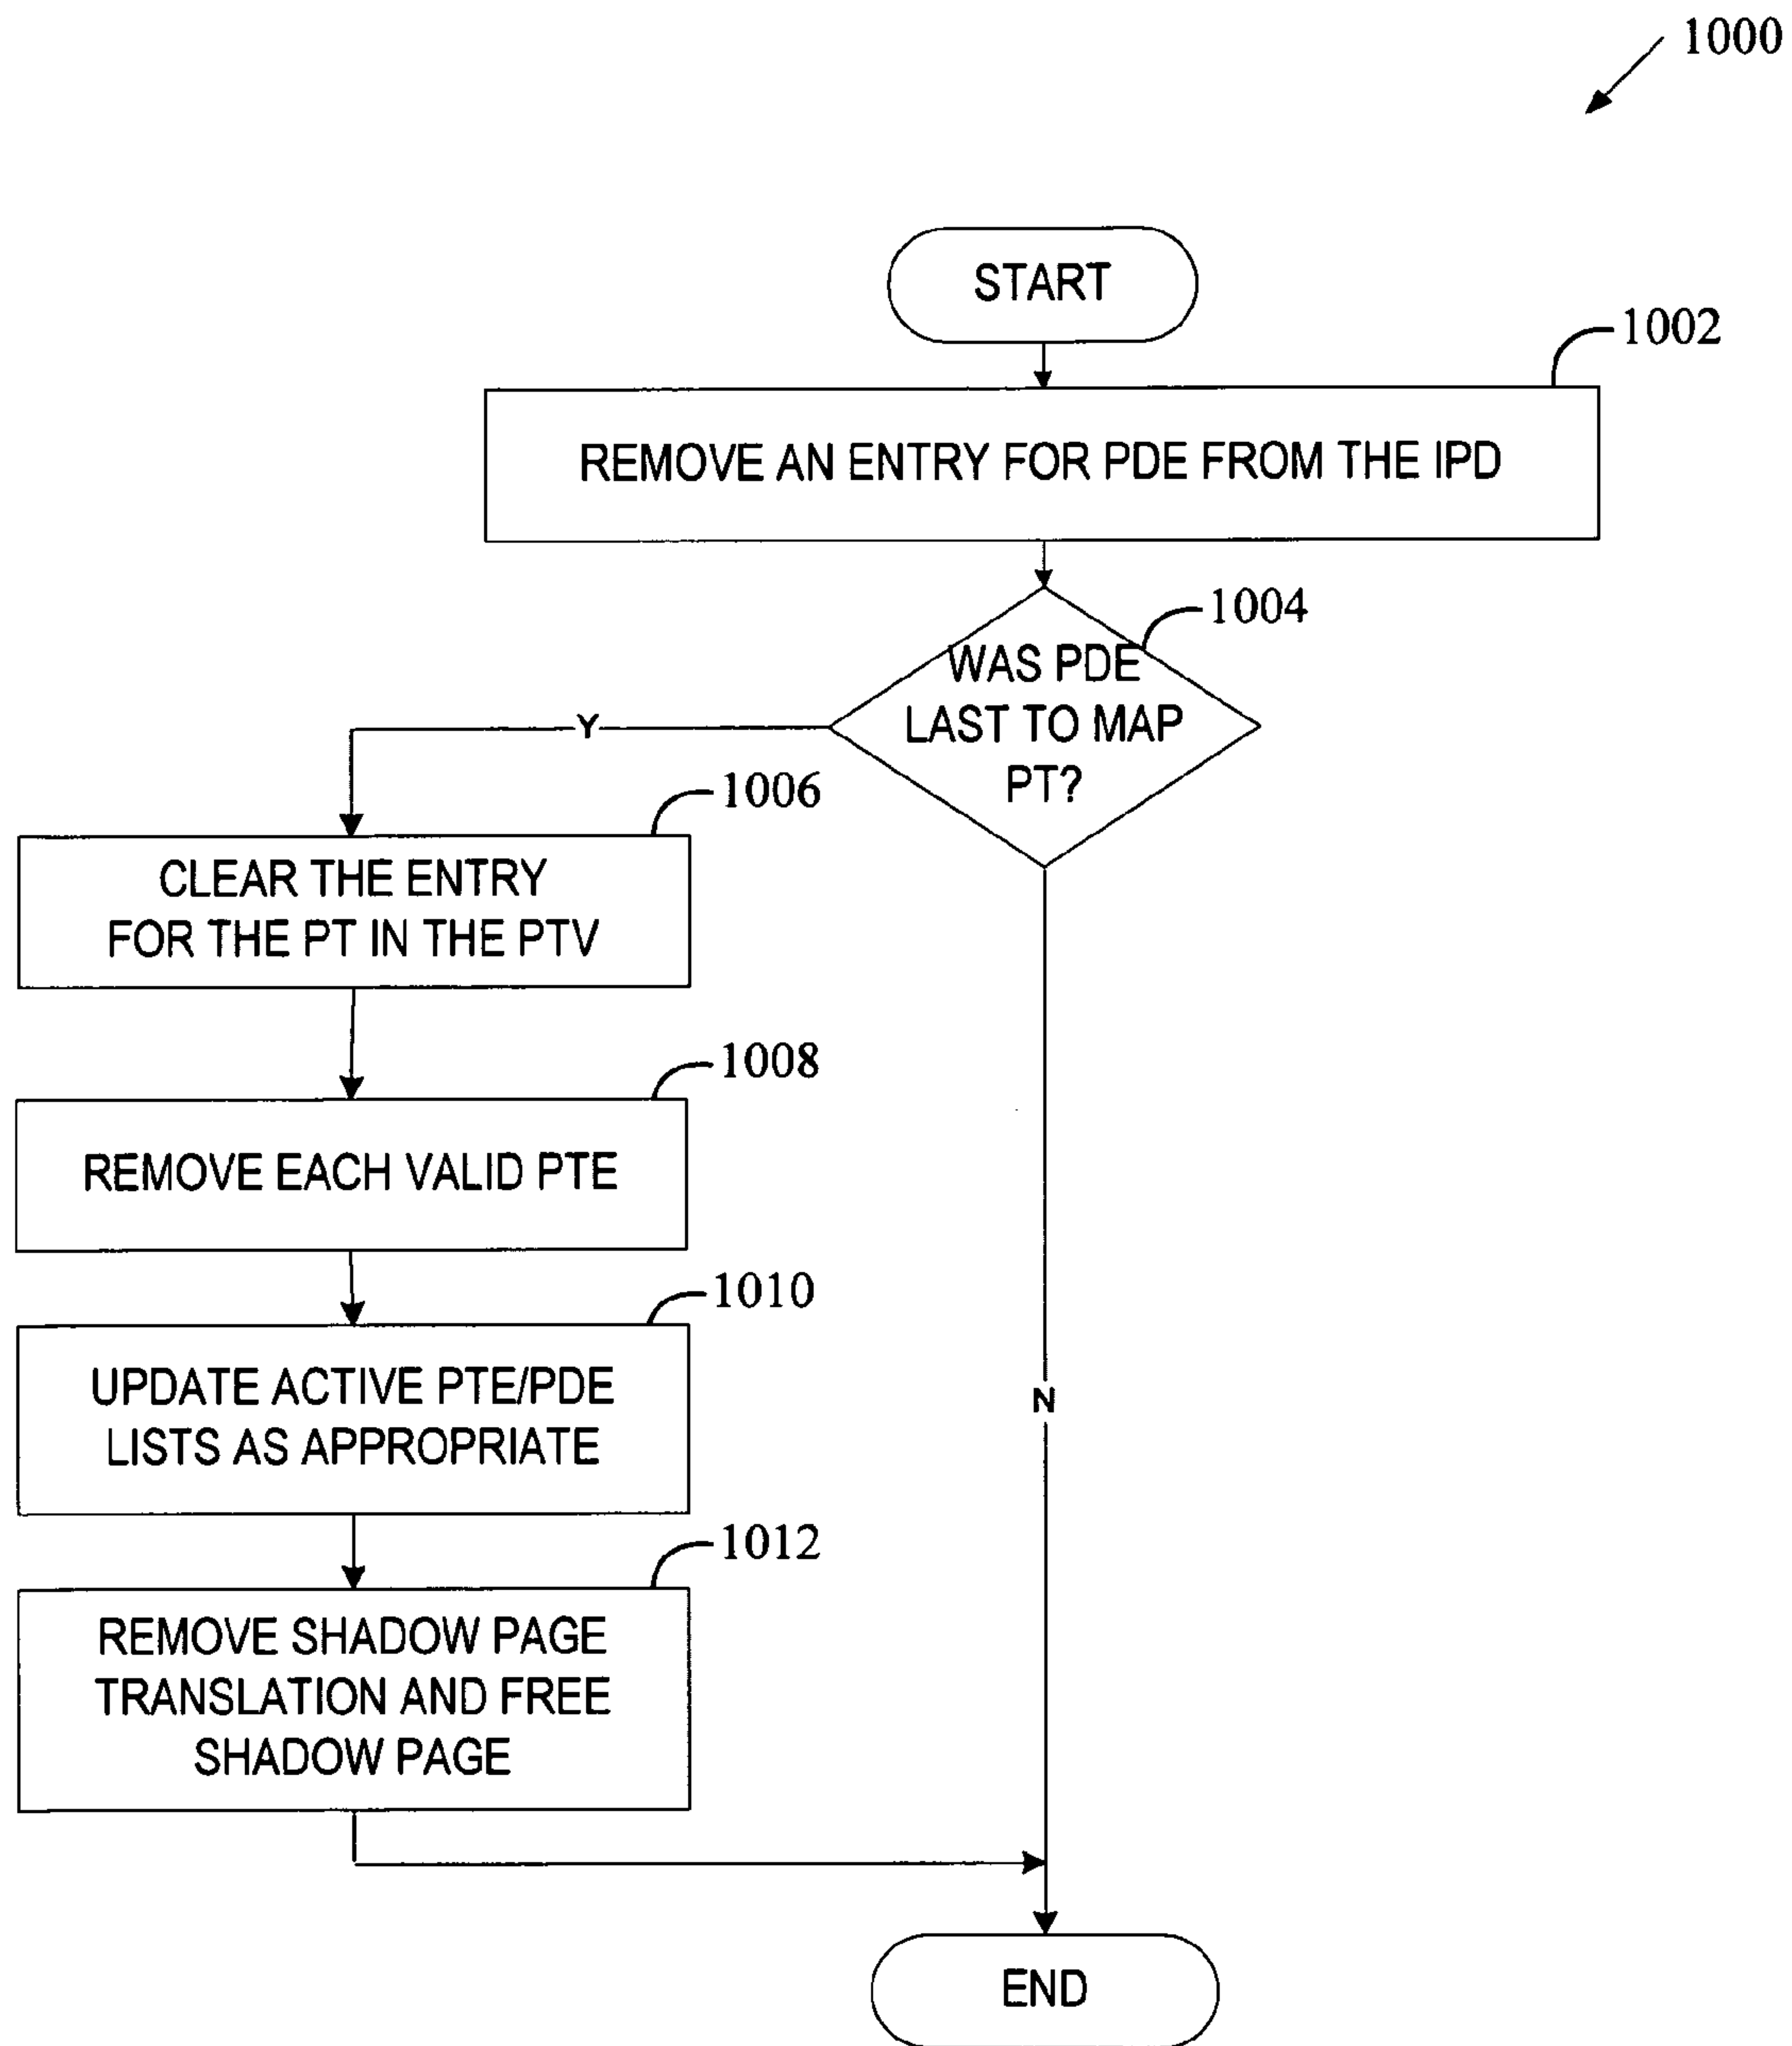 1000
START
1002
REMOVE AN ENTRY FOR PDE FROM THE IPD
1004
WAS PDE
LAST TO MAP
PT?
Y
1006
CLEAR THE ENTRY
FOR THE PT IN THE PTV
1008
REMOVE EACH VALID PTE
1010
UPDATE ACTIVE PTE/PDE
LISTS AS APPROPRIATE
N
1012
REMOVE SHADOW PAGE
TRANSLATION AND FREE
SHADOW PAGE
END